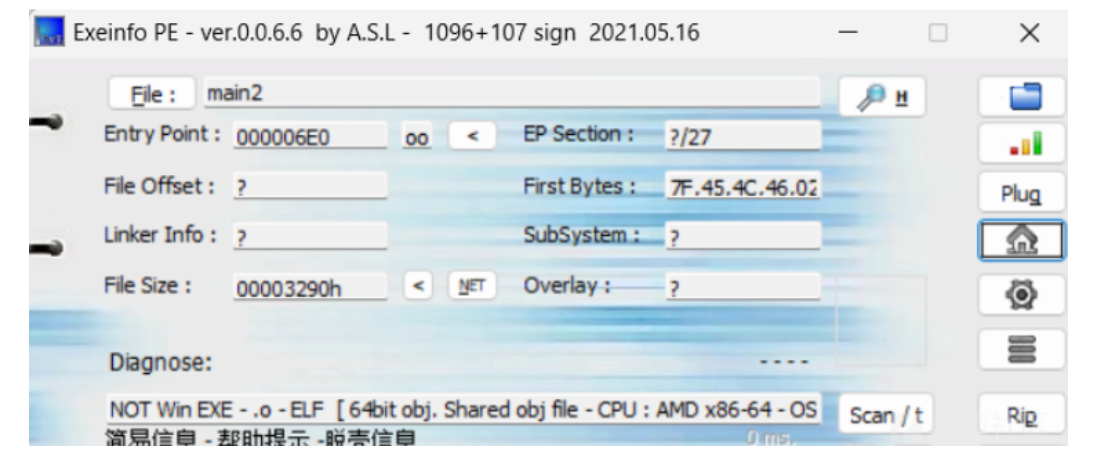 Exeinfo PE - ver.0.0.6.6 by A.S.L - 1096+107 sign 2021.05.16
File : main2 H
Entry Point : 000006E0 oo < EP Section : ?/27
File Offset : ? First Bytes : 7F.45.4C.46.02 Plug
Linker Info : ? SubSystem : ?
File Size : 00003290h < NET Overlay : ?
Diagnose: ----
NOT Win EXE - .o - ELF [ 64bit obj. Shared obj file - CPU : AMD x86-64 - OS Scan / t Rip
简易信息 - 帮助提示 -脱壳信息 0 ms.